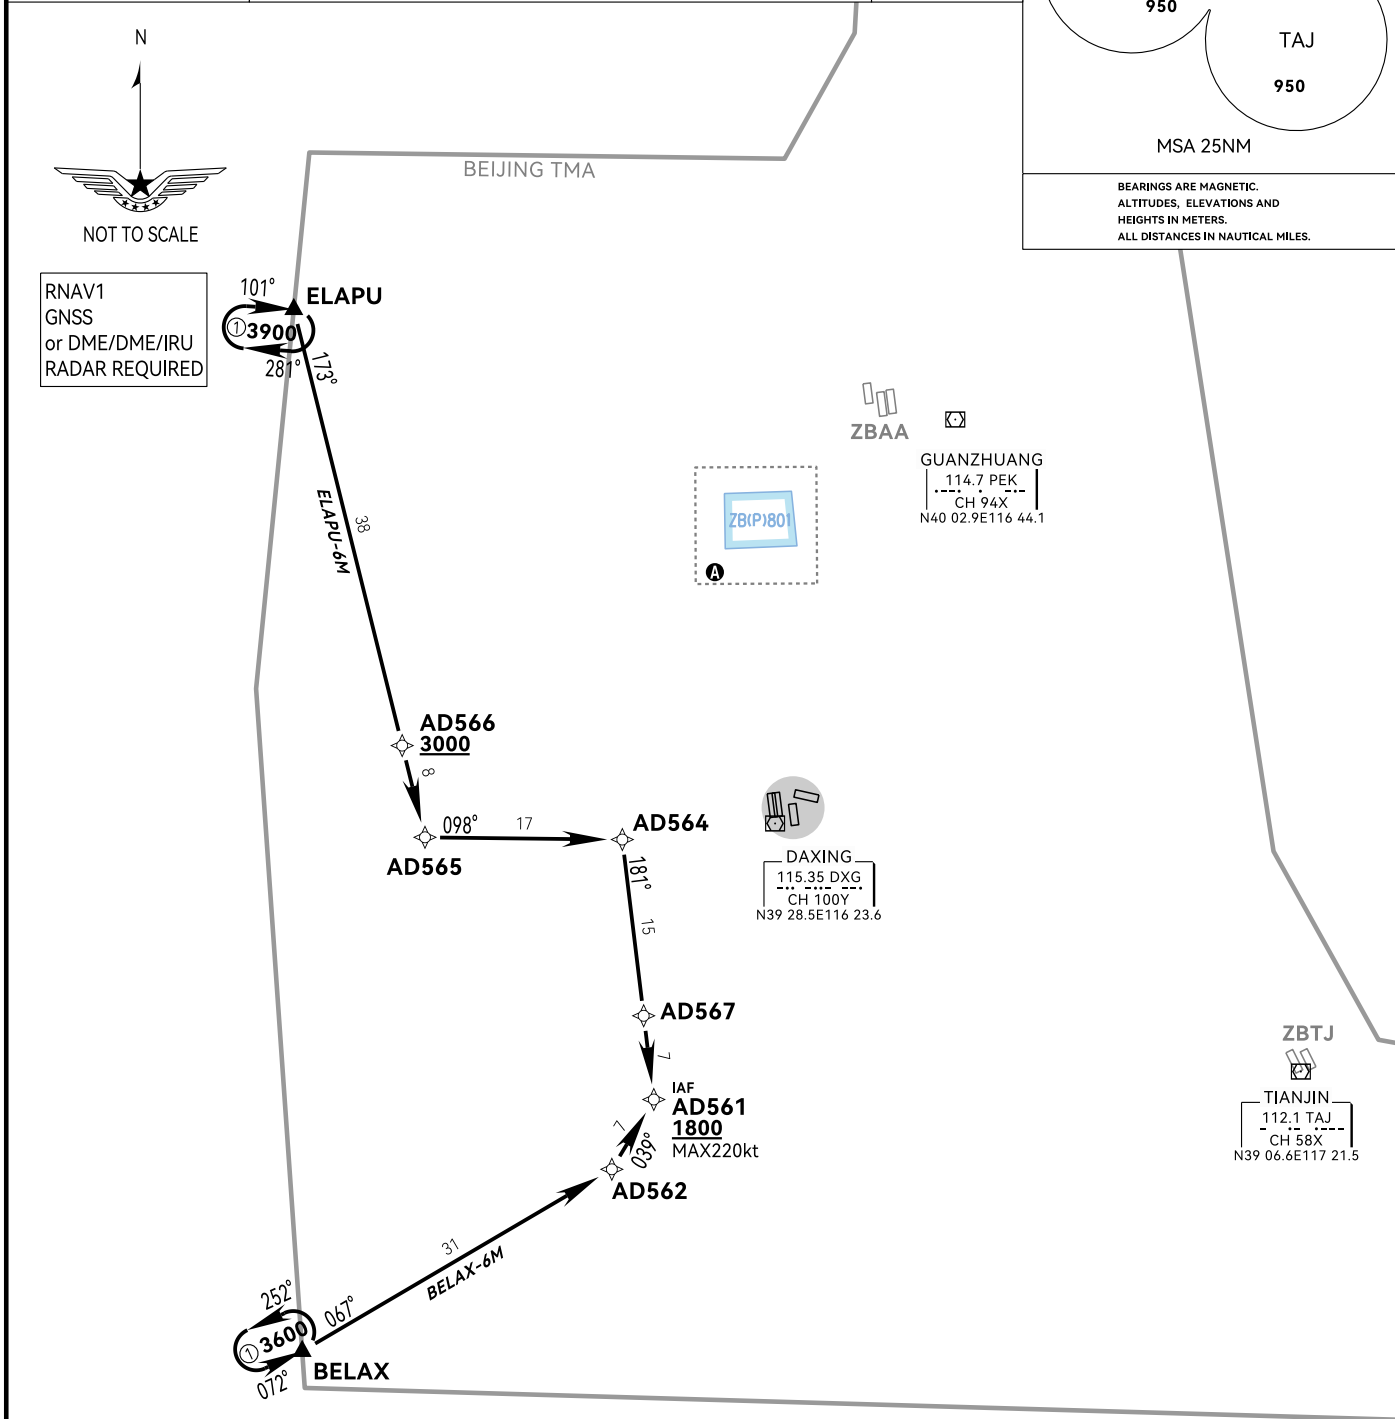 950
TAJ
950
MSA 25NM
BEARINGS ARE MAGNETIC.
ALTITUDES, ELEVATIONS AND
HEIGHTS IN METERS.
ALL DISTANCES IN NAUTICAL MILES.
N
NOT TO SCALE
BEIJING TMA
RNAV1
GNSS
or DME/DME/IRU
RADAR REQUIRED
101°
ELAPU
① 3900
281°
173°
ELAPU-6M
38
ZBAA
GUANZHUANG
114.7 PEK
CH 94X
N40 02.9E116 44.1
ZB(P)801
A
AD566
3000
8
AD565
098°
17
AD564
181°
15
DAXING
115.35 DXG
CH 100Y
N39 28.5E116 23.6
AD567
7
IAF
AD561
1800
MAX220kt
7
039°
AD562
ZBTJ
TIANJIN
112.1 TAJ
CH 58X
N39 06.6E117 21.5
31
BELAX-6M
252°
067°
① 3600
072°
BELAX